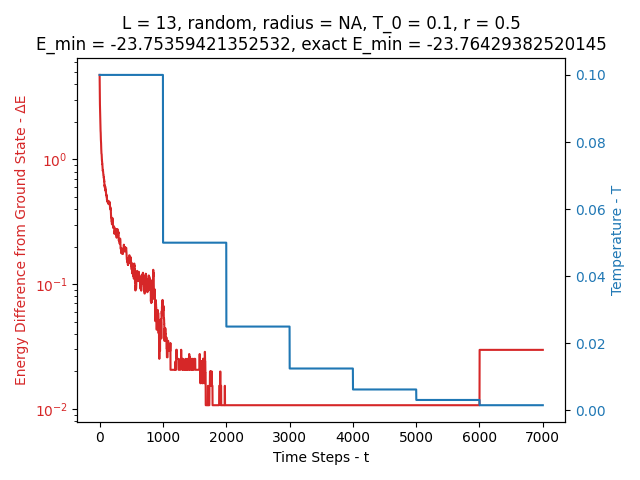 L = 13, random, radius = NA, T_0 = 0.1, r = 0.5
E_min = -23.75359421352532, exact E_min = -23.76429382520145
Energy Difference from Ground State - ΔE
10^0
10^-1
10^-2
0.10
0.08
0.06
0.04
0.02
0.00
Temperature - T
0 1000 2000 3000 4000 5000 6000 7000
Time Steps - t